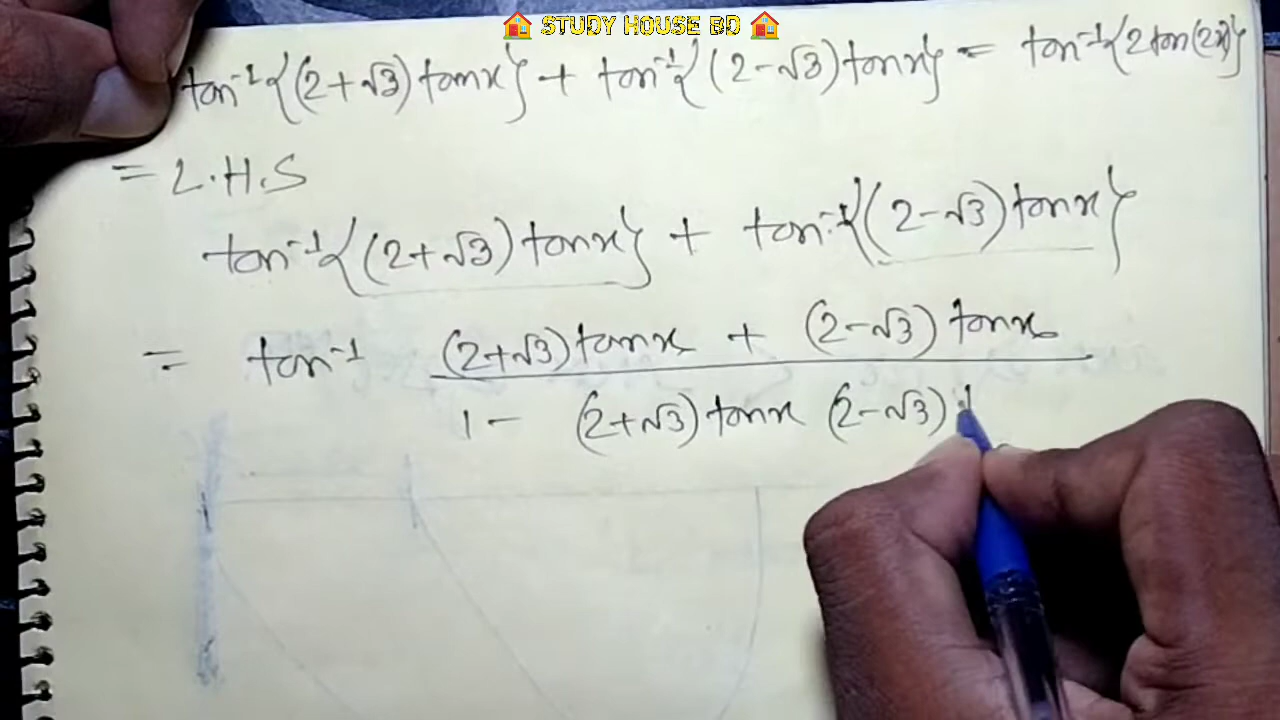 🏠 STUDY HOUSE BD 🏠
tan⁻¹{(2+√3)tanx} + tan⁻¹{(2-√3)tanx} = tan⁻¹{2tan(2x)}
= L.H.S
tan⁻¹{(2+√3)tanx} + tan⁻¹{(2-√3)tanx}
= tan⁻¹ (2+√3)tanx + (2-√3)tanx
1 - (2+√3)tanx (2-√3)